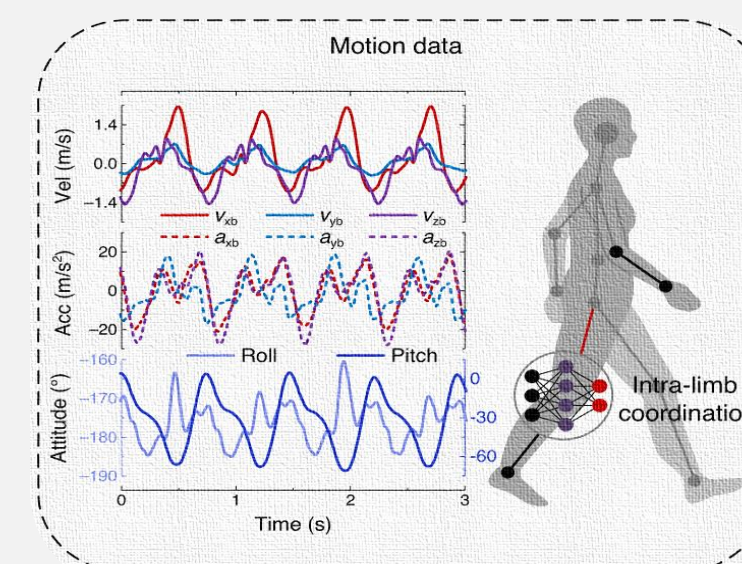 Motion data
Vel (m/s)
1.4
0.0
−1.4
v_xb v_yb v_zb
a_xb a_yb a_zb
Acc (m/s²)
20
0
−20
Roll Pitch
Attitude (°)
−160
−170
−180
−190
0
-30
-60
0 1 2 3
Time (s)
Intra-limb
coordinatio